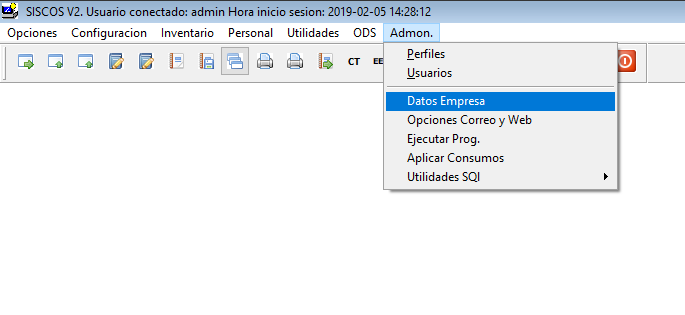 SISCOS V2. Usuario conectado: admin Hora inicio sesion: 2019-02-05 14:28:12
Opciones Configuracion Inventario Personal Utilidades ODS Admon.
CT EE
Perfiles
Usuarios
Datos Empresa
Opciones Correo y Web
Ejecutar Prog.
Aplicar Consumos
Utilidades SQl